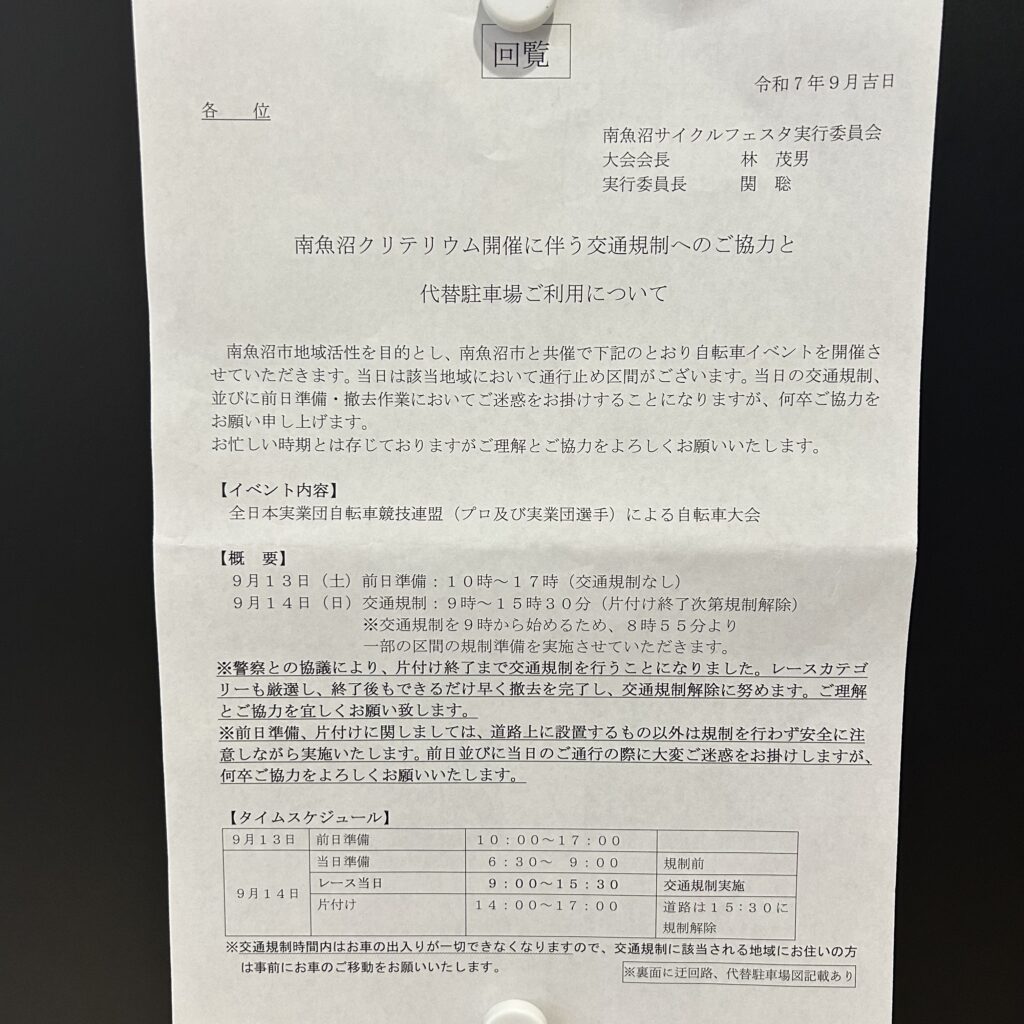 回覧
令和７年９月吉日
各　位
南魚沼サイクルフェスタ実行委員会
大会会長　林　茂男
実行委員長　関　聡
南魚沼クリテリウム開催に伴う交通規制へのご協力と
代替駐車場ご利用について
南魚沼市地域活性を目的とし、南魚沼市と共催で下記のとおり自転車イベントを開催さ
せていただきます。当日は該当地域において通行止め区間がございます。当日の交通規制、
並びに前日準備・撤去作業においてご迷惑をお掛けすることになりますが、何卒ご協力を
お願い申し上げます。
お忙しい時期とは存じておりますがご理解とご協力をよろしくお願いいたします。
【イベント内容】
全日本実業団自転車競技連盟（プロ及び実業団選手）による自転車大会
【概　要】
９月１３日（土）前日準備：１０時～１７時（交通規制なし）
９月１４日（日）交通規制：９時～１５時３０分（片付け終了次第規制解除）
※交通規制を９時から始めるため、８時５５分より
一部の区間の規制準備を実施させていただきます。
※警察との協議により、片付け終了まで交通規制を行うことになりました。レースカテゴ
リーも厳選し、終了後もできるだけ早く撤去を完了し、交通規制解除に努めます。ご理解
とご協力を宜しくお願い致します。
※前日準備、片付けに関しましては、道路上に設置するもの以外は規制を行わず安全に注
意しながら実施いたします。前日並びに当日のご通行の際に大変ご迷惑をお掛けしますが、
何卒ご協力をよろしくお願いいたします。
【タイムスケジュール】
９月１３日　前日準備　１０：００～１７：００
当日準備　６：３０～　９：００　規制前
９月１４日　レース当日　９：００～１５：３０　交通規制実施
片付け　１４：００～１７：００　道路は１５：３０に
規制解除
※交通規制時間内はお車の出入りが一切できなくなりますので、交通規制に該当される地域にお住いの方
は事前にお車のご移動をお願いいたします。
※裏面に迂回路、代替駐車場図記載あり